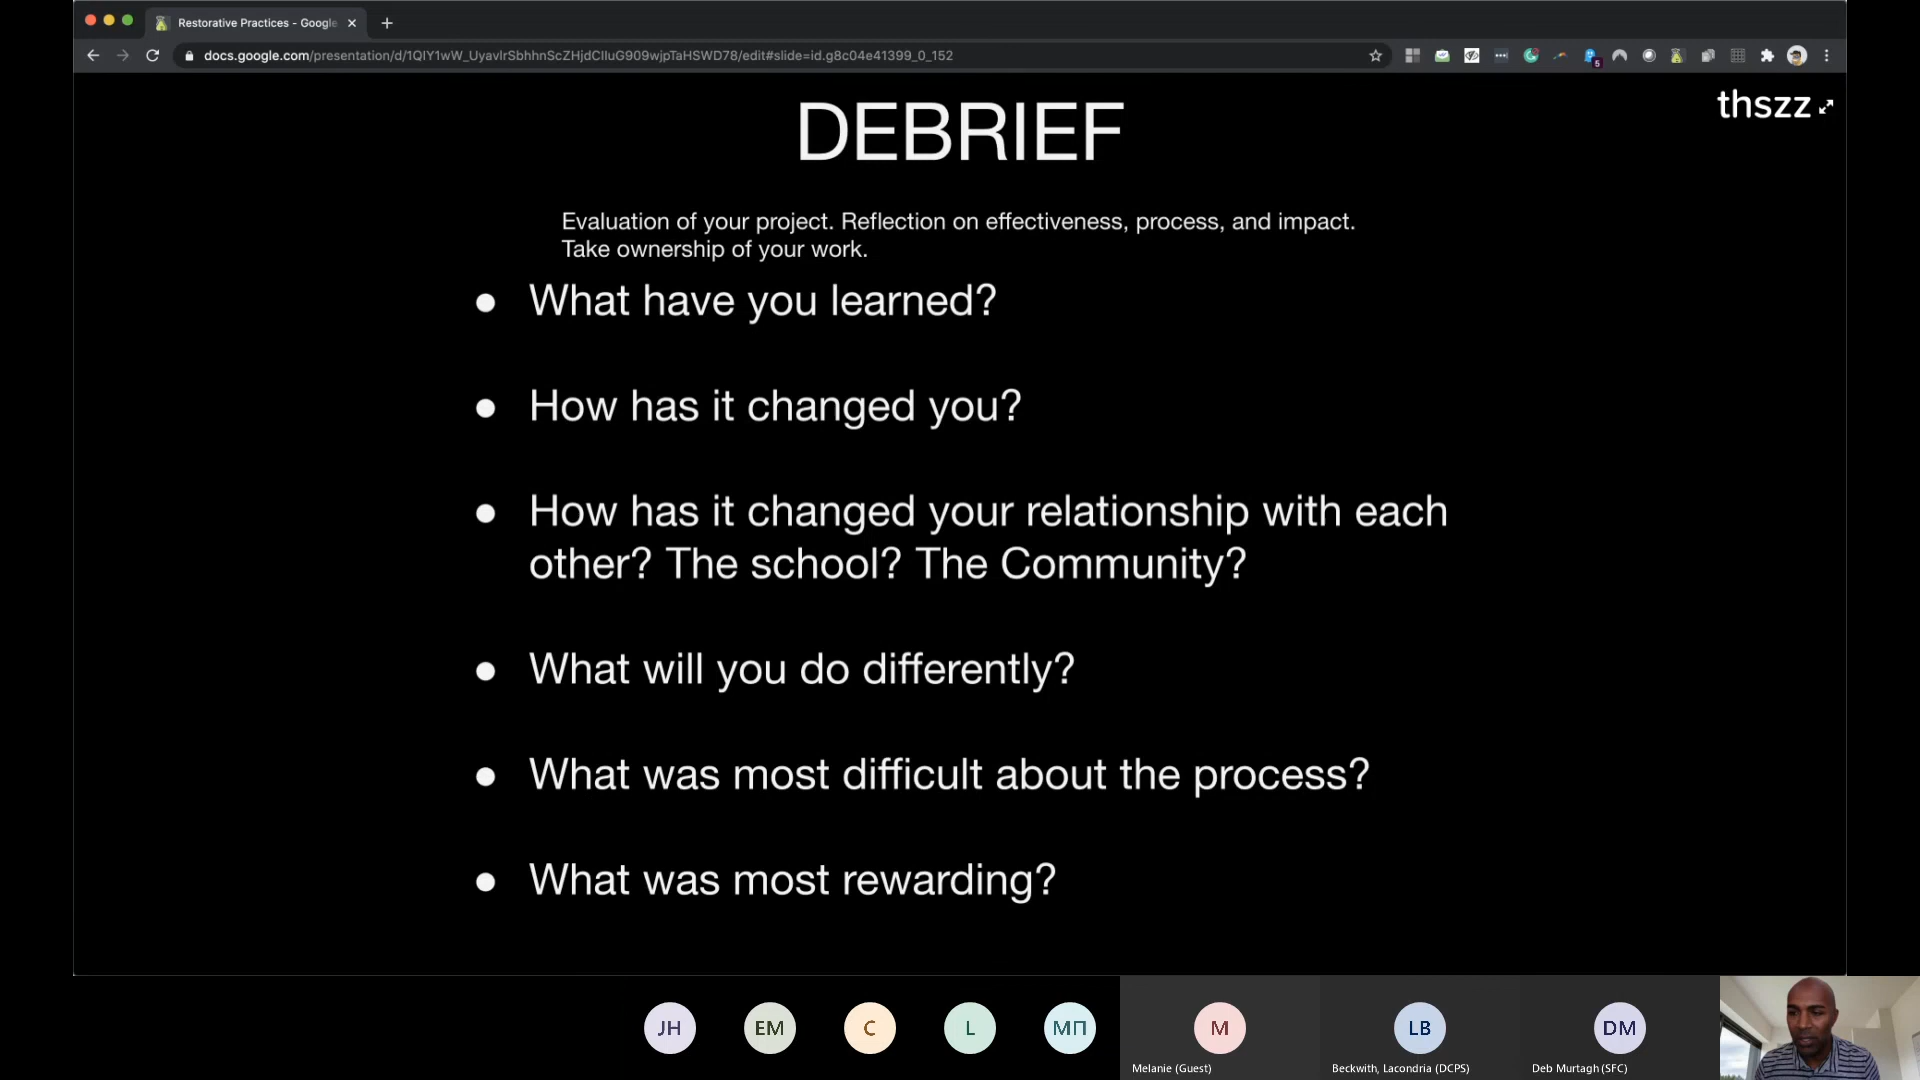 Restorative Practices - Google
docs.google.com/presentation/d/1QIY1wW_UyavIrSbhhnScZHjdCIIuG909wjpTaHSWD78/edit#slide=id.g8c04e41399_0_152
5
thszz
DEBRIEF
Evaluation of your project. Reflection on effectiveness, process, and impact.
Take ownership of your work.
● What have you learned?
● How has it changed you?
● How has it changed your relationship with each
other? The school? The Community?
● What will you do differently?
● What was most difficult about the process?
● What was most rewarding?
JH EM C L МП M LB DM
Melanie (Guest) Beckwith, Lacondria (DCPS) Deb Murtagh (SFC)